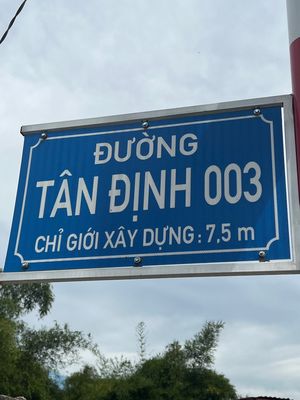 ĐƯỜNG
TÂN ĐỊNH 003
CHỈ GIỚI XÂY DỰNG : 7,5 m